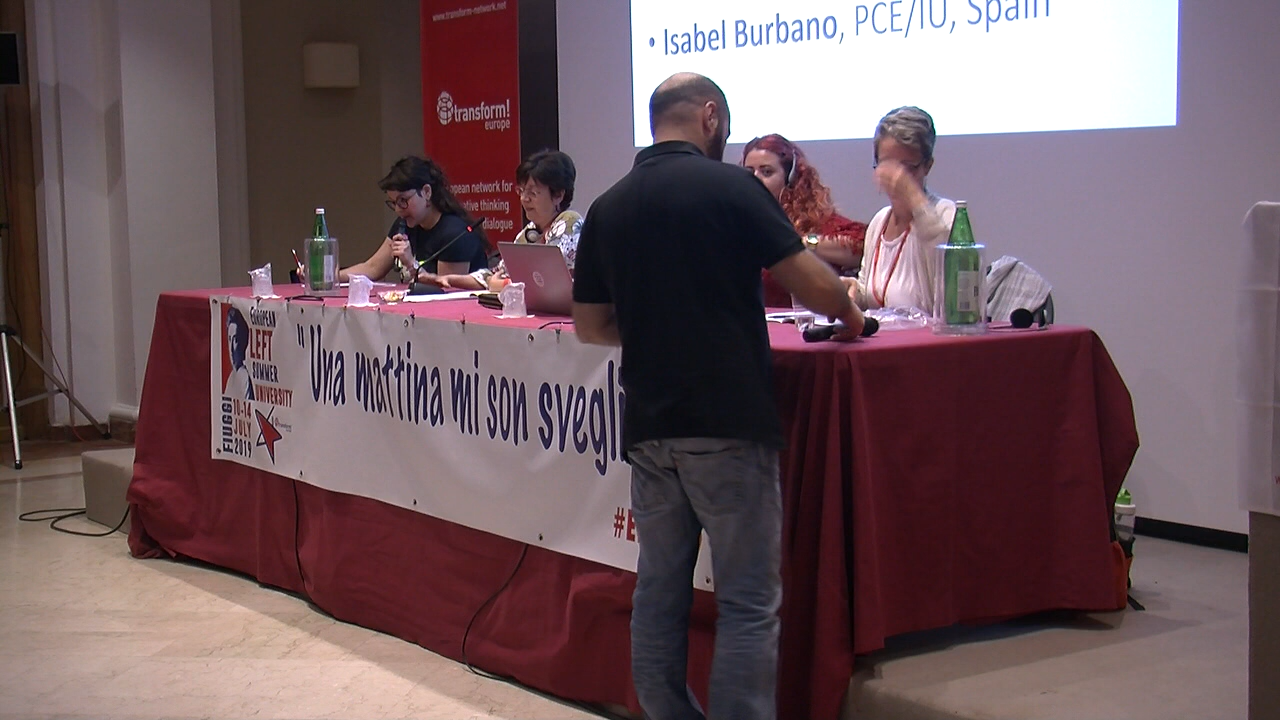 www.transform-network.net
• Isabel Burbano, PCE/IU, Spain
transform!
europe
network for
thinking
dialogue
EUROPEAN
LEFT
SUMMER
UNIVERSITY
FIUGGI
10-14
JULY
2019
"Una mattina mi son svegli
#E